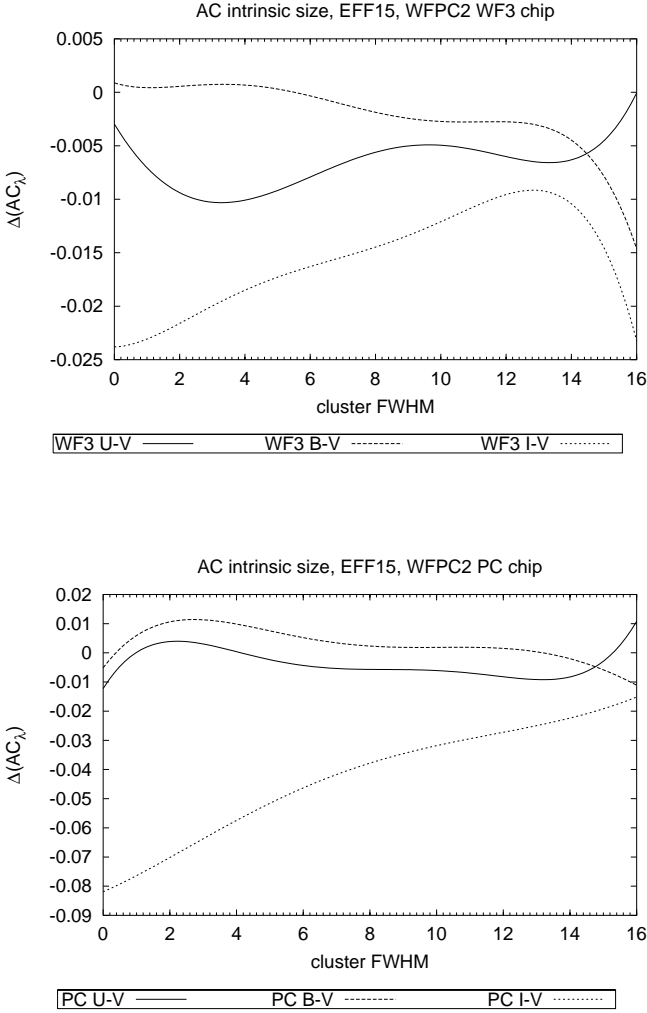 AC intrinsic size, EFF15, WFPC2 WF3 chip
0.005
0
-0.005
-0.01
-0.015
-0.02
-0.025
Δ(ACλ)
0 2 4 6 8 10 12 14 16
cluster FWHM
WF3 U-V WF3 B-V WF3 I-V
AC intrinsic size, EFF15, WFPC2 PC chip
0.02
0.01
0
-0.01
-0.02
-0.03
-0.04
-0.05
-0.06
-0.07
-0.08
-0.09
Δ(ACλ)
0 2 4 6 8 10 12 14 16
cluster FWHM
PC U-V PC B-V PC I-V